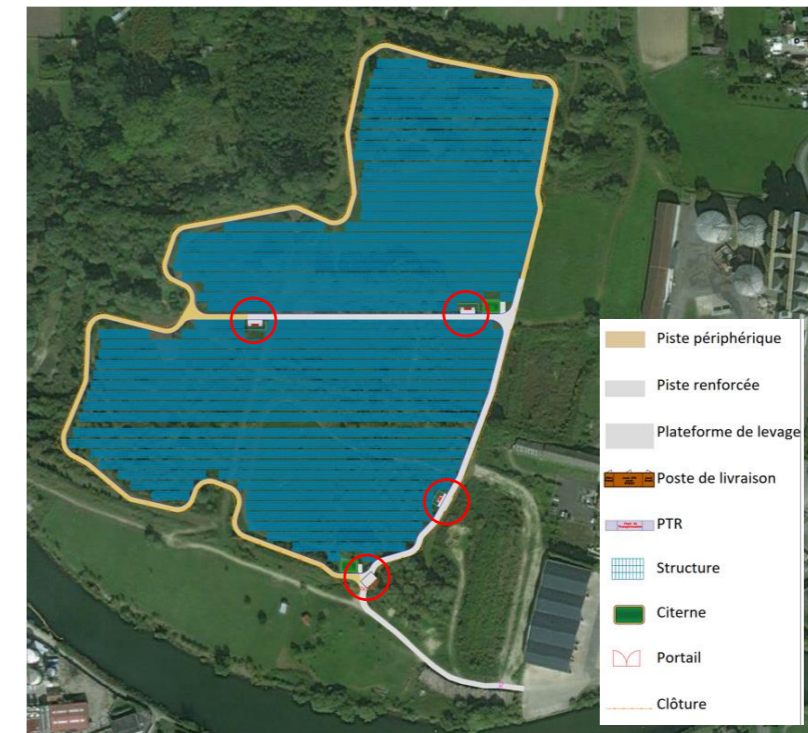 Piste périphérique
Piste renforcée
Plateforme de levage
Poste de livraison
PTR
Structure
Citerne
Portail
Clôture